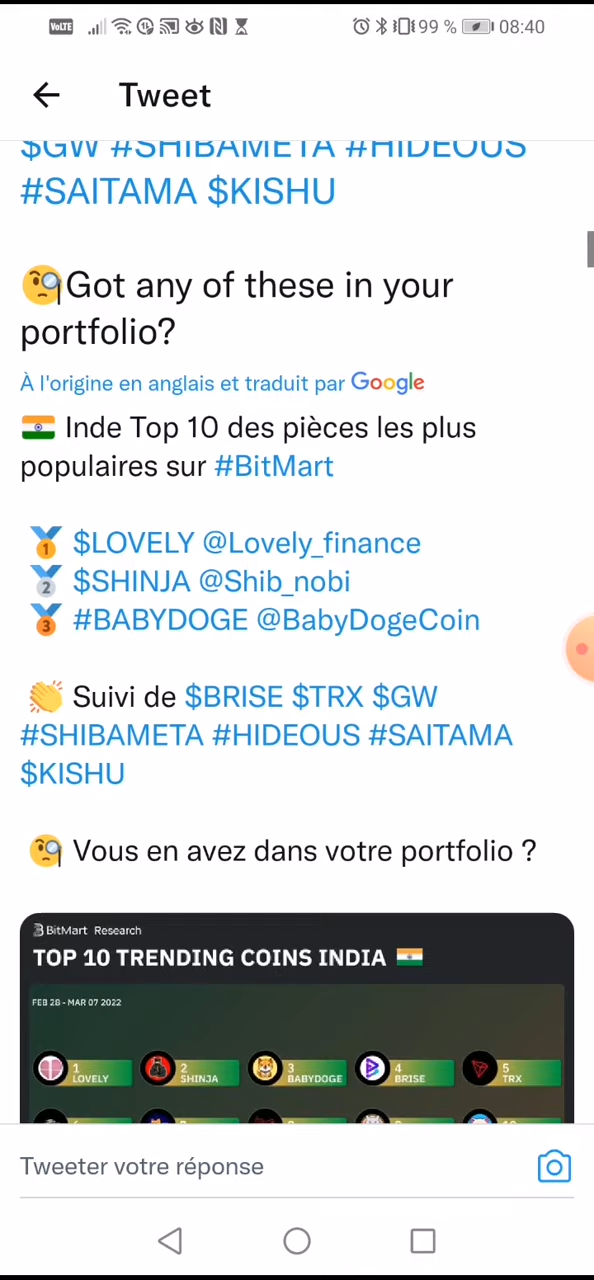 VoLTE 99 % 08:40
Tweet
$GW #SHIBAMETA #HIDEOUS
#SAITAMA $KISHU
🧐Got any of these in your
portfolio?
À l'origine en anglais et traduit par Google
🇮🇳 Inde Top 10 des pièces les plus
populaires sur #BitMart
🥇 $LOVELY @Lovely_finance
🥈 $SHINJA @Shib_nobi
🥉 #BABYDOGE @BabyDogeCoin
👏 Suivi de $BRISE $TRX $GW
#SHIBAMETA #HIDEOUS #SAITAMA
$KISHU
🧐 Vous en avez dans votre portfolio ?
BitMart Research
TOP 10 TRENDING COINS INDIA 🇮🇳
FEB 28 - MAR 07 2022
1 LOVELY
2 SHINJA
3 BABYDOGE
4 BRISE
5 TRX
Tweeter votre réponse